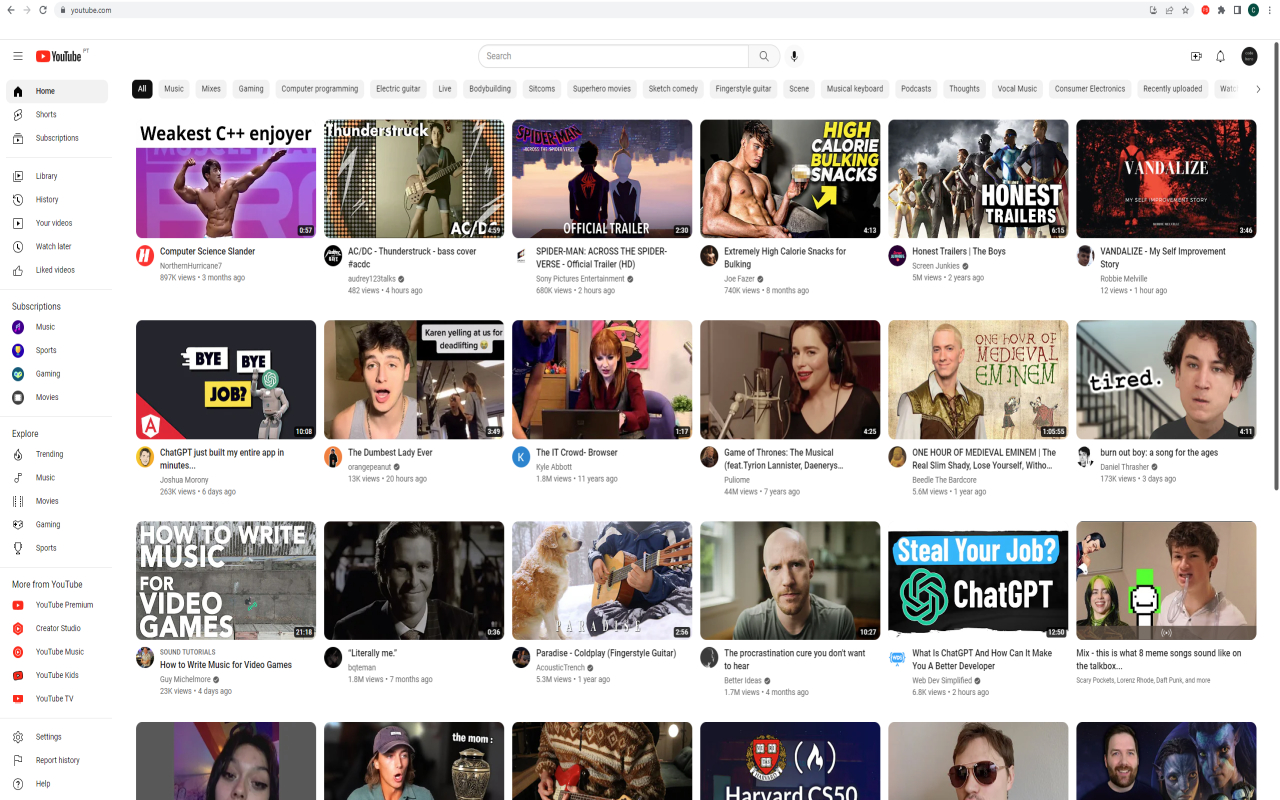 youtube.com
YouTube PT
Search
Home
Shorts
Subscriptions
Library
History
Your videos
Watch later
Liked videos
Subscriptions
Music
Sports
Gaming
Movies
Explore
Trending
Music
Movies
Gaming
Sports
More from YouTube
YouTube Premium
Creator Studio
YouTube Music
YouTube Kids
YouTube TV
Settings
Report history
Help
All Music Mixes Gaming Computer programming Electric guitar Live Bodybuilding Sitcoms Superhero movies Sketch comedy Fingerstyle guitar Scene Musical keyboard Podcasts Thoughts Vocal Music Consumer Electronics Recently uploaded
Weakest C++ enjoyer
0:57
Computer Science Slander
NorthernHurricane7
897K views • 3 months ago
Thunderstruck
AC/D
4:59
AC/DC - Thunderstruck - bass cover
#acdc
audrey123talks
482 views • 4 hours ago
SPIDER-MAN
ACROSS THE SPIDER-VERSE
OFFICIAL TRAILER
2:30
SPIDER-MAN: ACROSS THE SPIDER-
VERSE - Official Trailer (HD)
Sony Pictures Entertainment
680K views • 2 hours ago
HIGH
CALORIE
BULKING
SNACKS
4:13
Extremely High Calorie Snacks for
Bulking
Joe Fazer
740K views • 8 months ago
HONEST
TRAILERS
6:15
Honest Trailers | The Boys
Screen Junkies
5M views • 2 years ago
VANDALIZE
MY SELF IMPROVEMENT STORY
3:46
VANDALIZE - My Self Improvement
Story
Robbie Melville
12 views • 1 hour ago
BYE
BYE
JOB?
A
10:08
ChatGPT just built my entire app in
minutes...
Joshua Morony
263K views • 6 days ago
Karen yelling at us for
deadlifting
3:49
The Dumbest Lady Ever
orangepeanut
13K views • 20 hours ago
1:17
K
The IT Crowd- Browser
Kyle Abbott
1.8M views • 11 years ago
4:25
Game of Thrones: The Musical
(feat.Tyrion Lannister, Daenerys...
Puliome
44M views • 7 years ago
ONE HOUR OF
MEDIEVAL
EMINEM
1:05:55
ONE HOUR OF MEDIEVAL EMINEM | The
Real Slim Shady, Lose Yourself, Witho...
Beedle The Bardcore
5.6M views • 1 year ago
tired.
4:11
burn out boy: a song for the ages
Daniel Thrasher
173K views • 3 days ago
HOW TO WRITE
MUSIC
FOR
VIDEO
GAMES
21:18
SOUND TUTORIALS
How to Write Music for Video Games
Guy Michelmore
23K views • 4 days ago
0:36
"Literally me."
bqteman
1.8M views • 7 months ago
PARADISE
2:56
Paradise - Coldplay (Fingerstyle Guitar)
AcousticTrench
5.3M views • 1 year ago
10:27
The procrastination cure you don't want
to hear
Better Ideas
1.7M views • 4 months ago
Steal Your Job?
ChatGPT
12:50
WDS
What Is ChatGPT And How Can It Make
You A Better Developer
Web Dev Simplified
6.8K views • 2 hours ago
Mix - this is what 8 meme songs sound like on
the talkbox...
Scary Pockets, Lorenz Rhode, Daft Punk, and more
the mom :
HARVARD
Harvard CS50